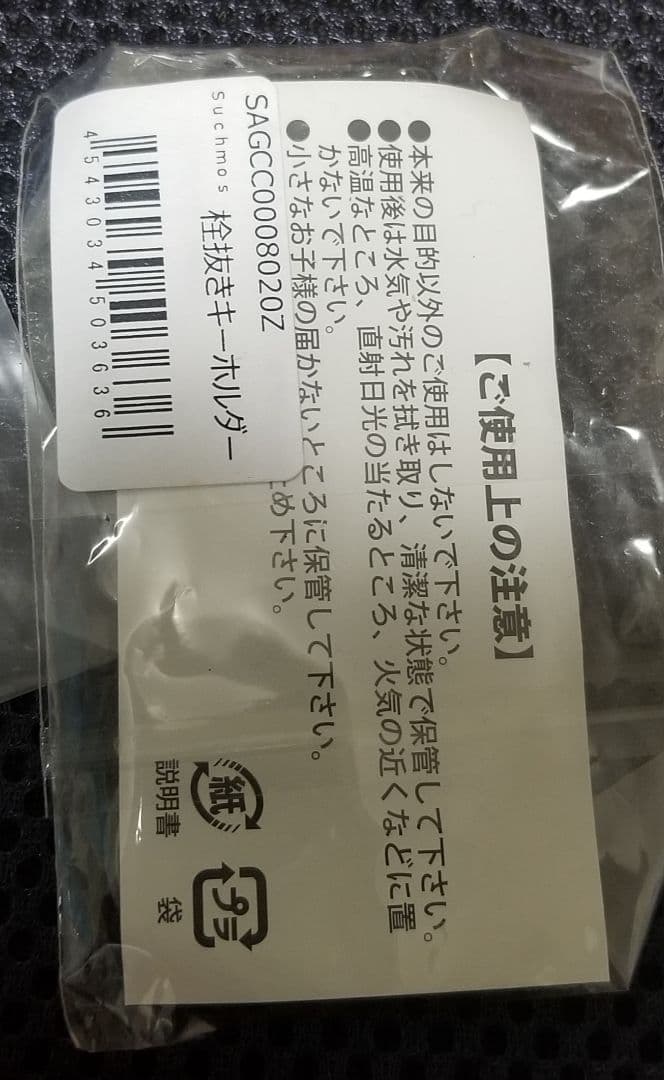 【ご使用上の注意】
●本来の目的以外のご使用はしないで下さい。
●使用後は水気や汚れを拭き取り、清潔な状態で保管して下さい。
●高温なところ、直射日光の当たるところ、火気の近くなどに置
かないで下さい。
●小さなお子様の届かないところに保管して下さい。
め下さい。
SAGCC0008020Z
Suchmos
栓抜きキーホルダー
4543034503636
紙
説明書
プラ
袋